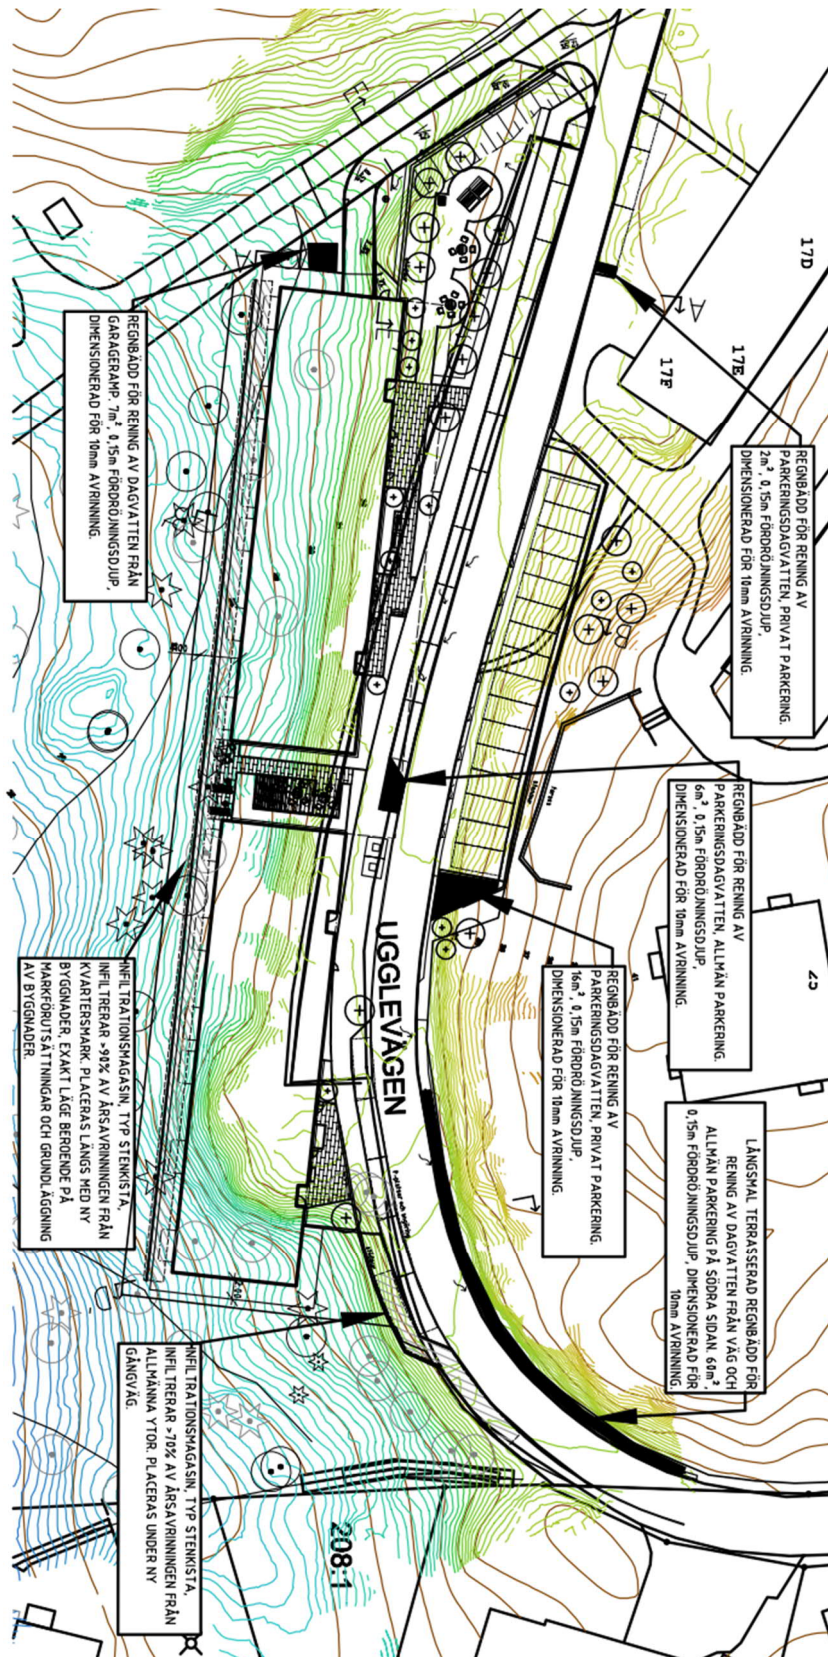 REGNBÄDD FÖR RENING AV DAGVATTEN FRÅN
GARAGERAMP. 7m², 0,15m FÖRDRÖJNINGSDJUP,
DIMENSIONERAD FÖR 10mm AVRINNING.
REGNBÄDD FÖR RENING AV
PARKERINGSDAGVATTEN, PRIVAT PARKERING.
2m², 0,15m FÖRDRÖJNINGSDJUP,
DIMENSIONERAD FÖR 10mm AVRINNING.
REGNBÄDD FÖR RENING AV
PARKERINGSDAGVATTEN, ALLMÄN PARKERING.
6m², 0,15m FÖRDRÖJNINGSDJUP,
DIMENSIONERAD FÖR 10mm AVRINNING.
REGNBÄDD FÖR RENING AV
PARKERINGSDAGVATTEN, PRIVAT PARKERING.
16m², 0,15m FÖRDRÖJNINGSDJUP,
DIMENSIONERAD FÖR 10mm AVRINNING.
LÅNGSMAL TERRASSERAD REGNBÄDD FÖR
RENING AV DAGVATTEN FRÅN VÄG OCH
ALLMÄN PARKERING PÅ SÖDRA SIDAN. 65m²,
0,15m FÖRDRÖJNINGSDJUP, DIMENSIONERAD FÖR
10mm AVRINNING.
INFILTRATIONSMAGASIN, TYP STENKISTA,
INFILTRERAR >90% AV ÅRSAVRINNINGEN FRÅN
KVARTERSMARK. PLACERAS LÄNGS MED NY
BYGGNADER, EXAKT LÄGE BEROENDE PÅ
MARKFÖRUTSÄTTNINGAR OCH GRUNDLÄGGNING
AV BYGGNADER.
INFILTRATIONSMAGASIN, TYP STENKISTA,
INFILTRERAR >70% AV ÅRSAVRINNINGEN FRÅN
ALLMÄNNA YTOR. PLACERAS UNDER NY
GÅNGVÄG.
UGGLEVÄGEN
17D
17E
17F
25
208:1
A
B
E